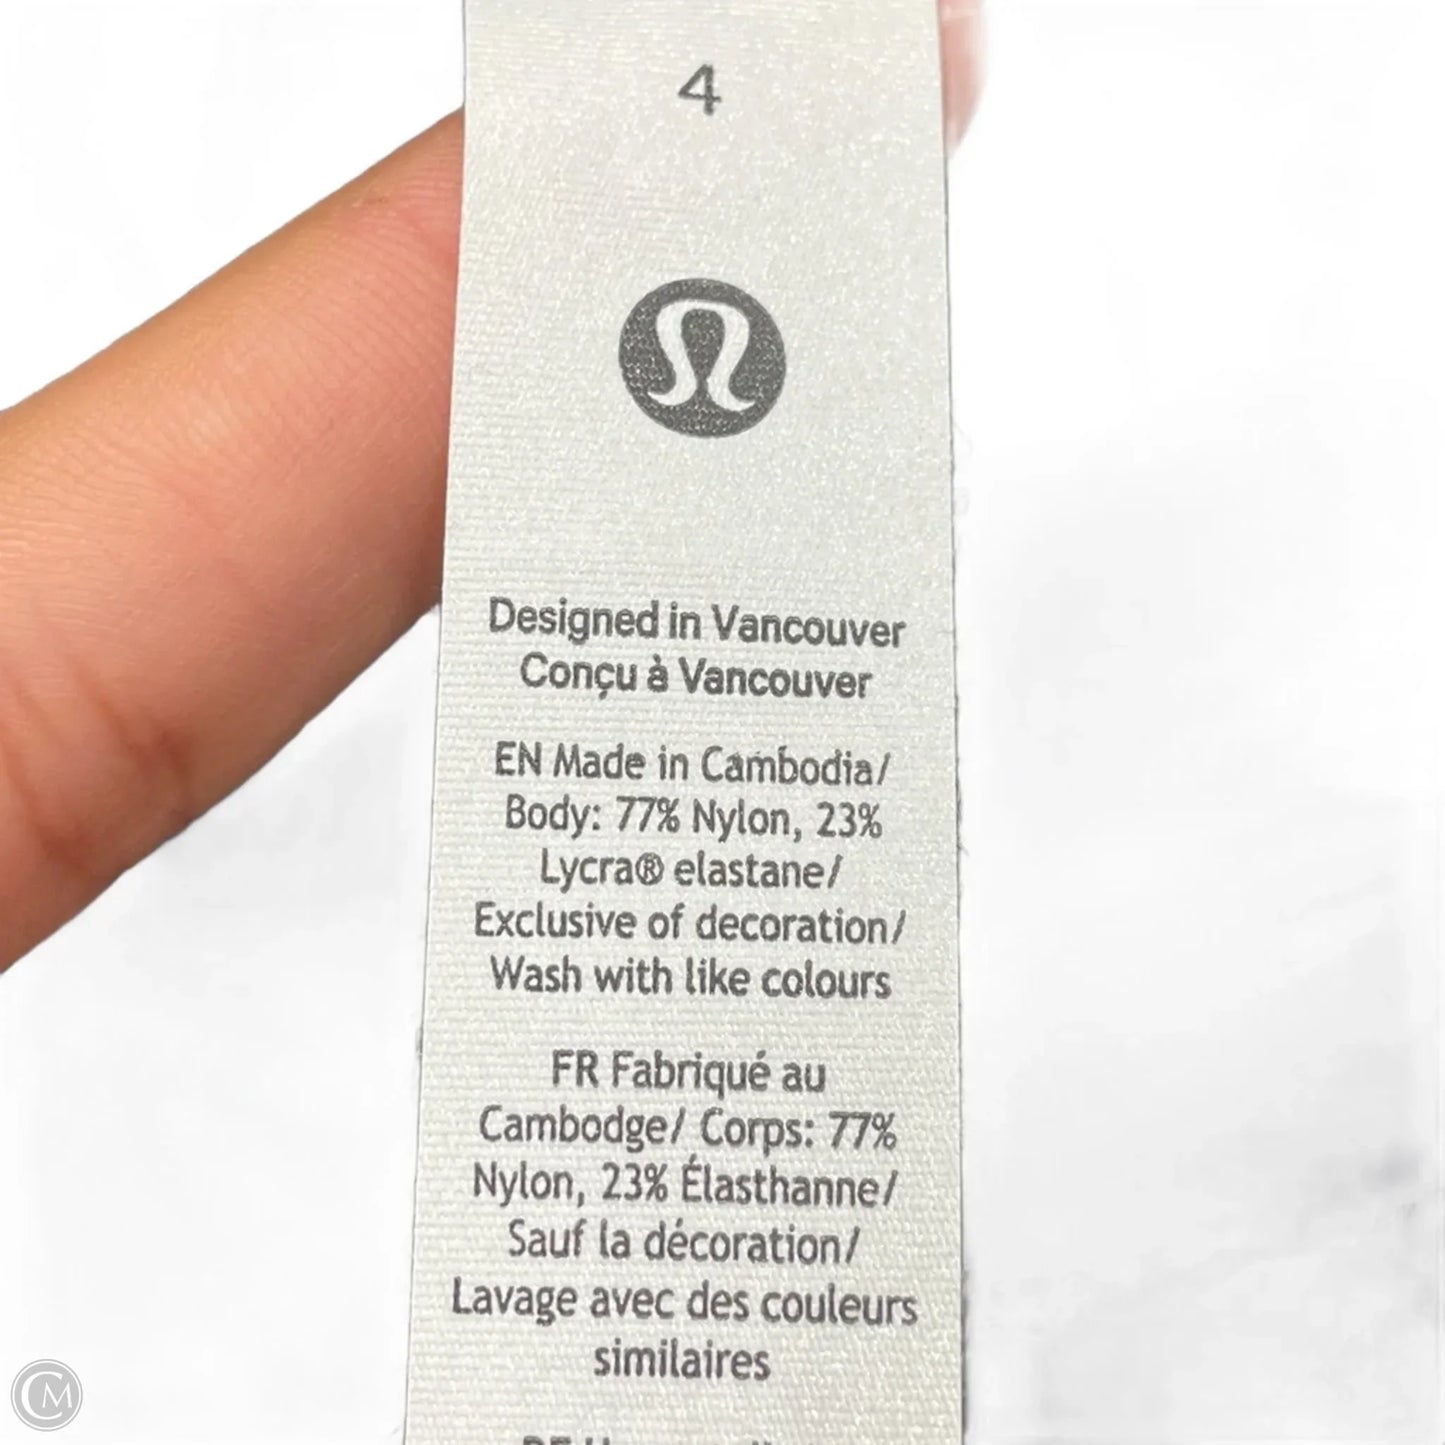 4
Designed in Vancouver
Conçu à Vancouver
EN Made in Cambodia/
Body: 77% Nylon, 23%
Lycra® elastane/
Exclusive of decoration/
Wash with like colours
FR Fabriqué au
Cambodge/ Corps: 77%
Nylon, 23% Élasthanne/
Sauf la décoration/
Lavage avec des couleurs
similaires
CM